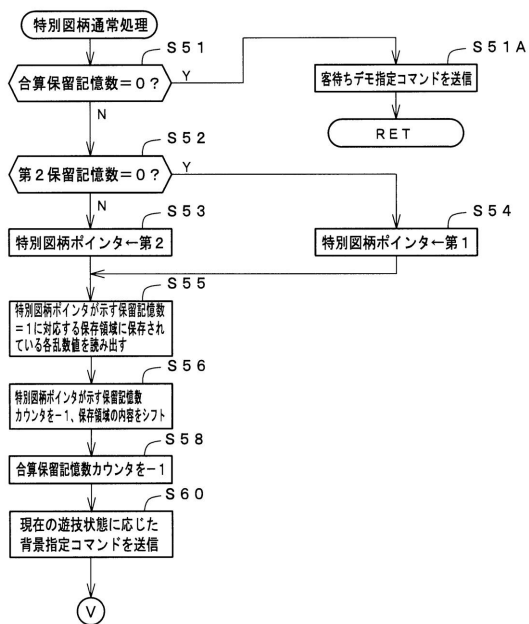 特別図柄通常処理
S51
合算保留記憶数=0?
Y
S51A
客待ちデモ指定コマンドを送信
RET
N
S52
第2保留記憶数=0?
Y
N
S53
特別図柄ポインタ←第2
S54
特別図柄ポインタ←第1
S55
特別図柄ポインタが示す保留記憶数
=1に対応する保存領域に保存され
ている各乱数値を読み出す
S56
特別図柄ポインタが示す保留記憶数
カウンタを-1、保存領域の内容をシフト
S58
合算保留記憶数カウンタを-1
S60
現在の遊技状態に応じた
背景指定コマンドを送信
V